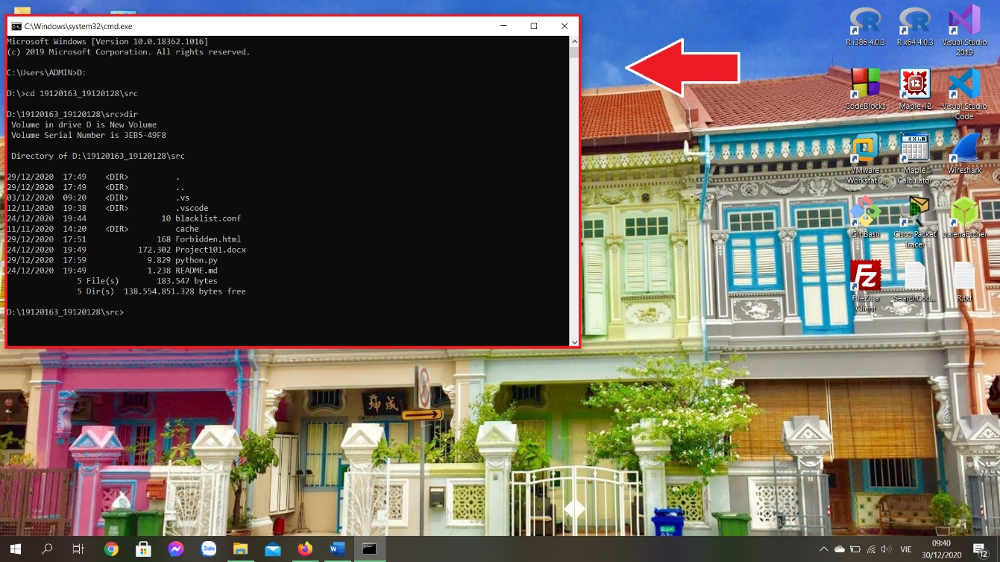 C:\Windows\system32\cmd.exe
Microsoft Windows [Version 10.0.18362.1016]
(c) 2019 Microsoft Corporation. All rights reserved.
C:\Users\ADMIN>D:
D:\>cd 19120163_19120128\src
D:\19120163_19120128\src>dir
 Volume in drive D is New Volume
 Volume Serial Number is 3EB5-49F8
 Directory of D:\19120163_19120128\src
29/12/2020  17:49    <DIR>          .
29/12/2020  17:49    <DIR>          ..
03/12/2020  09:20    <DIR>          .vs
12/11/2020  19:38    <DIR>          .vscode
24/12/2020  19:44                10 blacklist.conf
11/11/2020  14:20    <DIR>          cache
29/12/2020  17:51               168 Forbidden.html
24/12/2020  19:49           172.302 Project101.docx
29/12/2020  17:59             9.829 python.py
24/12/2020  19:49             1.238 README.md
               5 File(s)        183.547 bytes
               5 Dir(s)  138.554.851.328 bytes free
D:\19120163_19120128\src>
R i386 4.0.3
R x64 4.0.3
Visual Studio
2019
CodeBlocks
12
Maple 12
Visual Studio
Code
VMware
Workstati...
Maple
Calculator
Wireshark
Git Bash
Cisco Packet
Tracer
balenaEtcher
Fz
FileZilla
Client
SearchCod...
R.txt
Zalo
W
VIE
09:40
30/12/2020
12